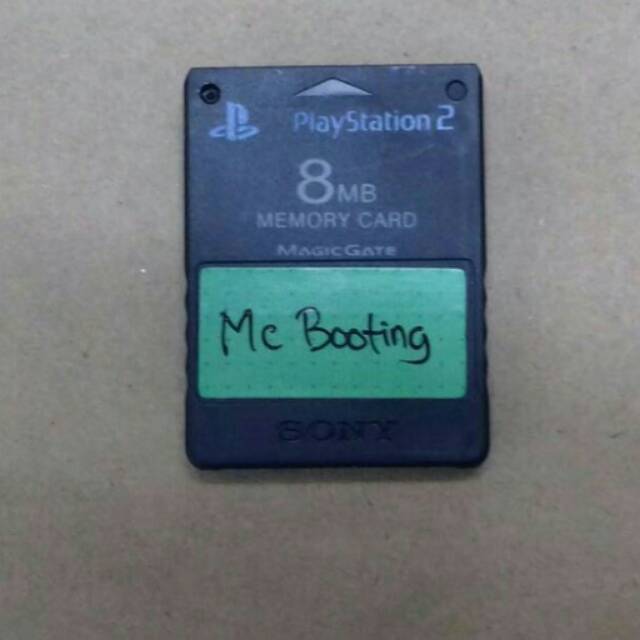 PlayStation 2
8MB
MEMORY CARD
MAGICGATE
Mc Booting
SONY